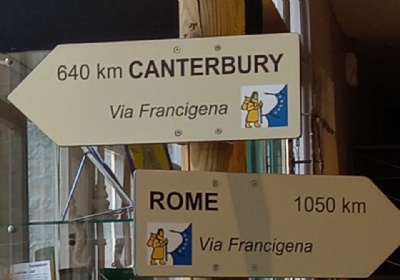 640 km CANTERBURY
Via Francigena
ROME 1050 km
Via Francigena